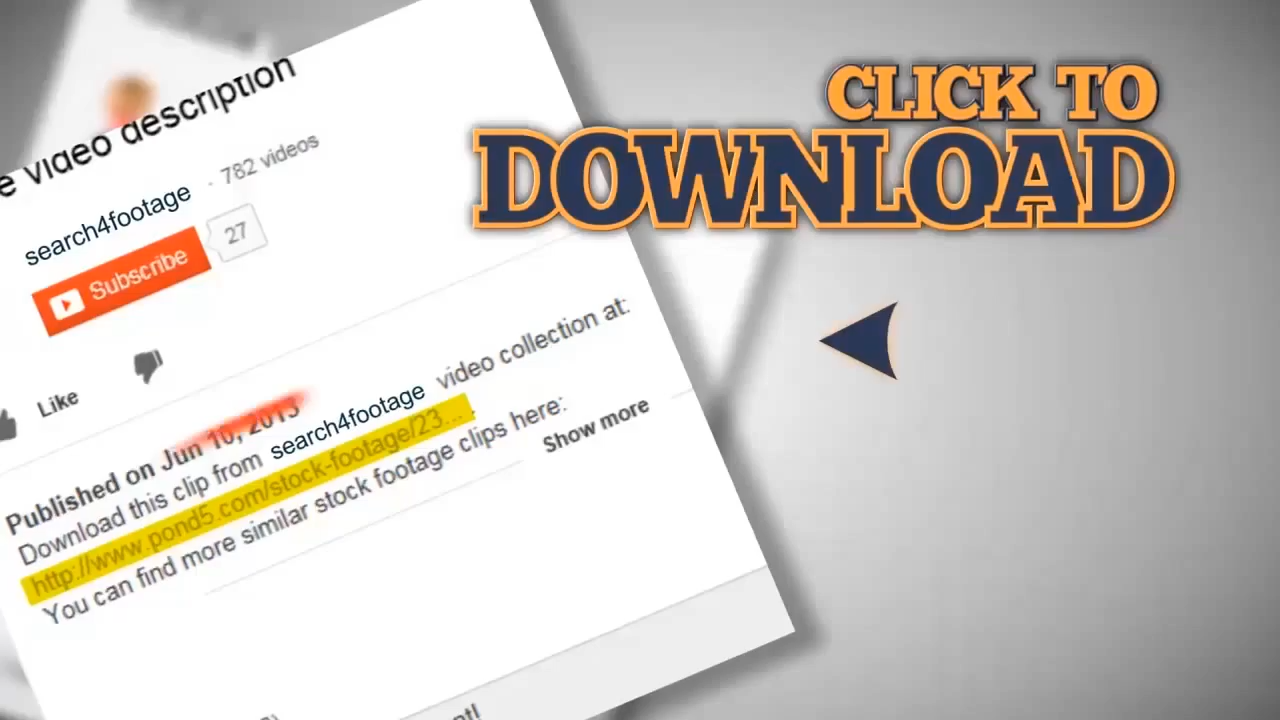 CLICK TO
DOWNLOAD
e video description
search4footage · 782 videos
Subscribe 27
Like
Published on Jun 10, 2013
Download this clip from search4footage video collection at:
http://www.pond5.com/stock-footage/23...
You can find more similar stock footage clips here:
Show more